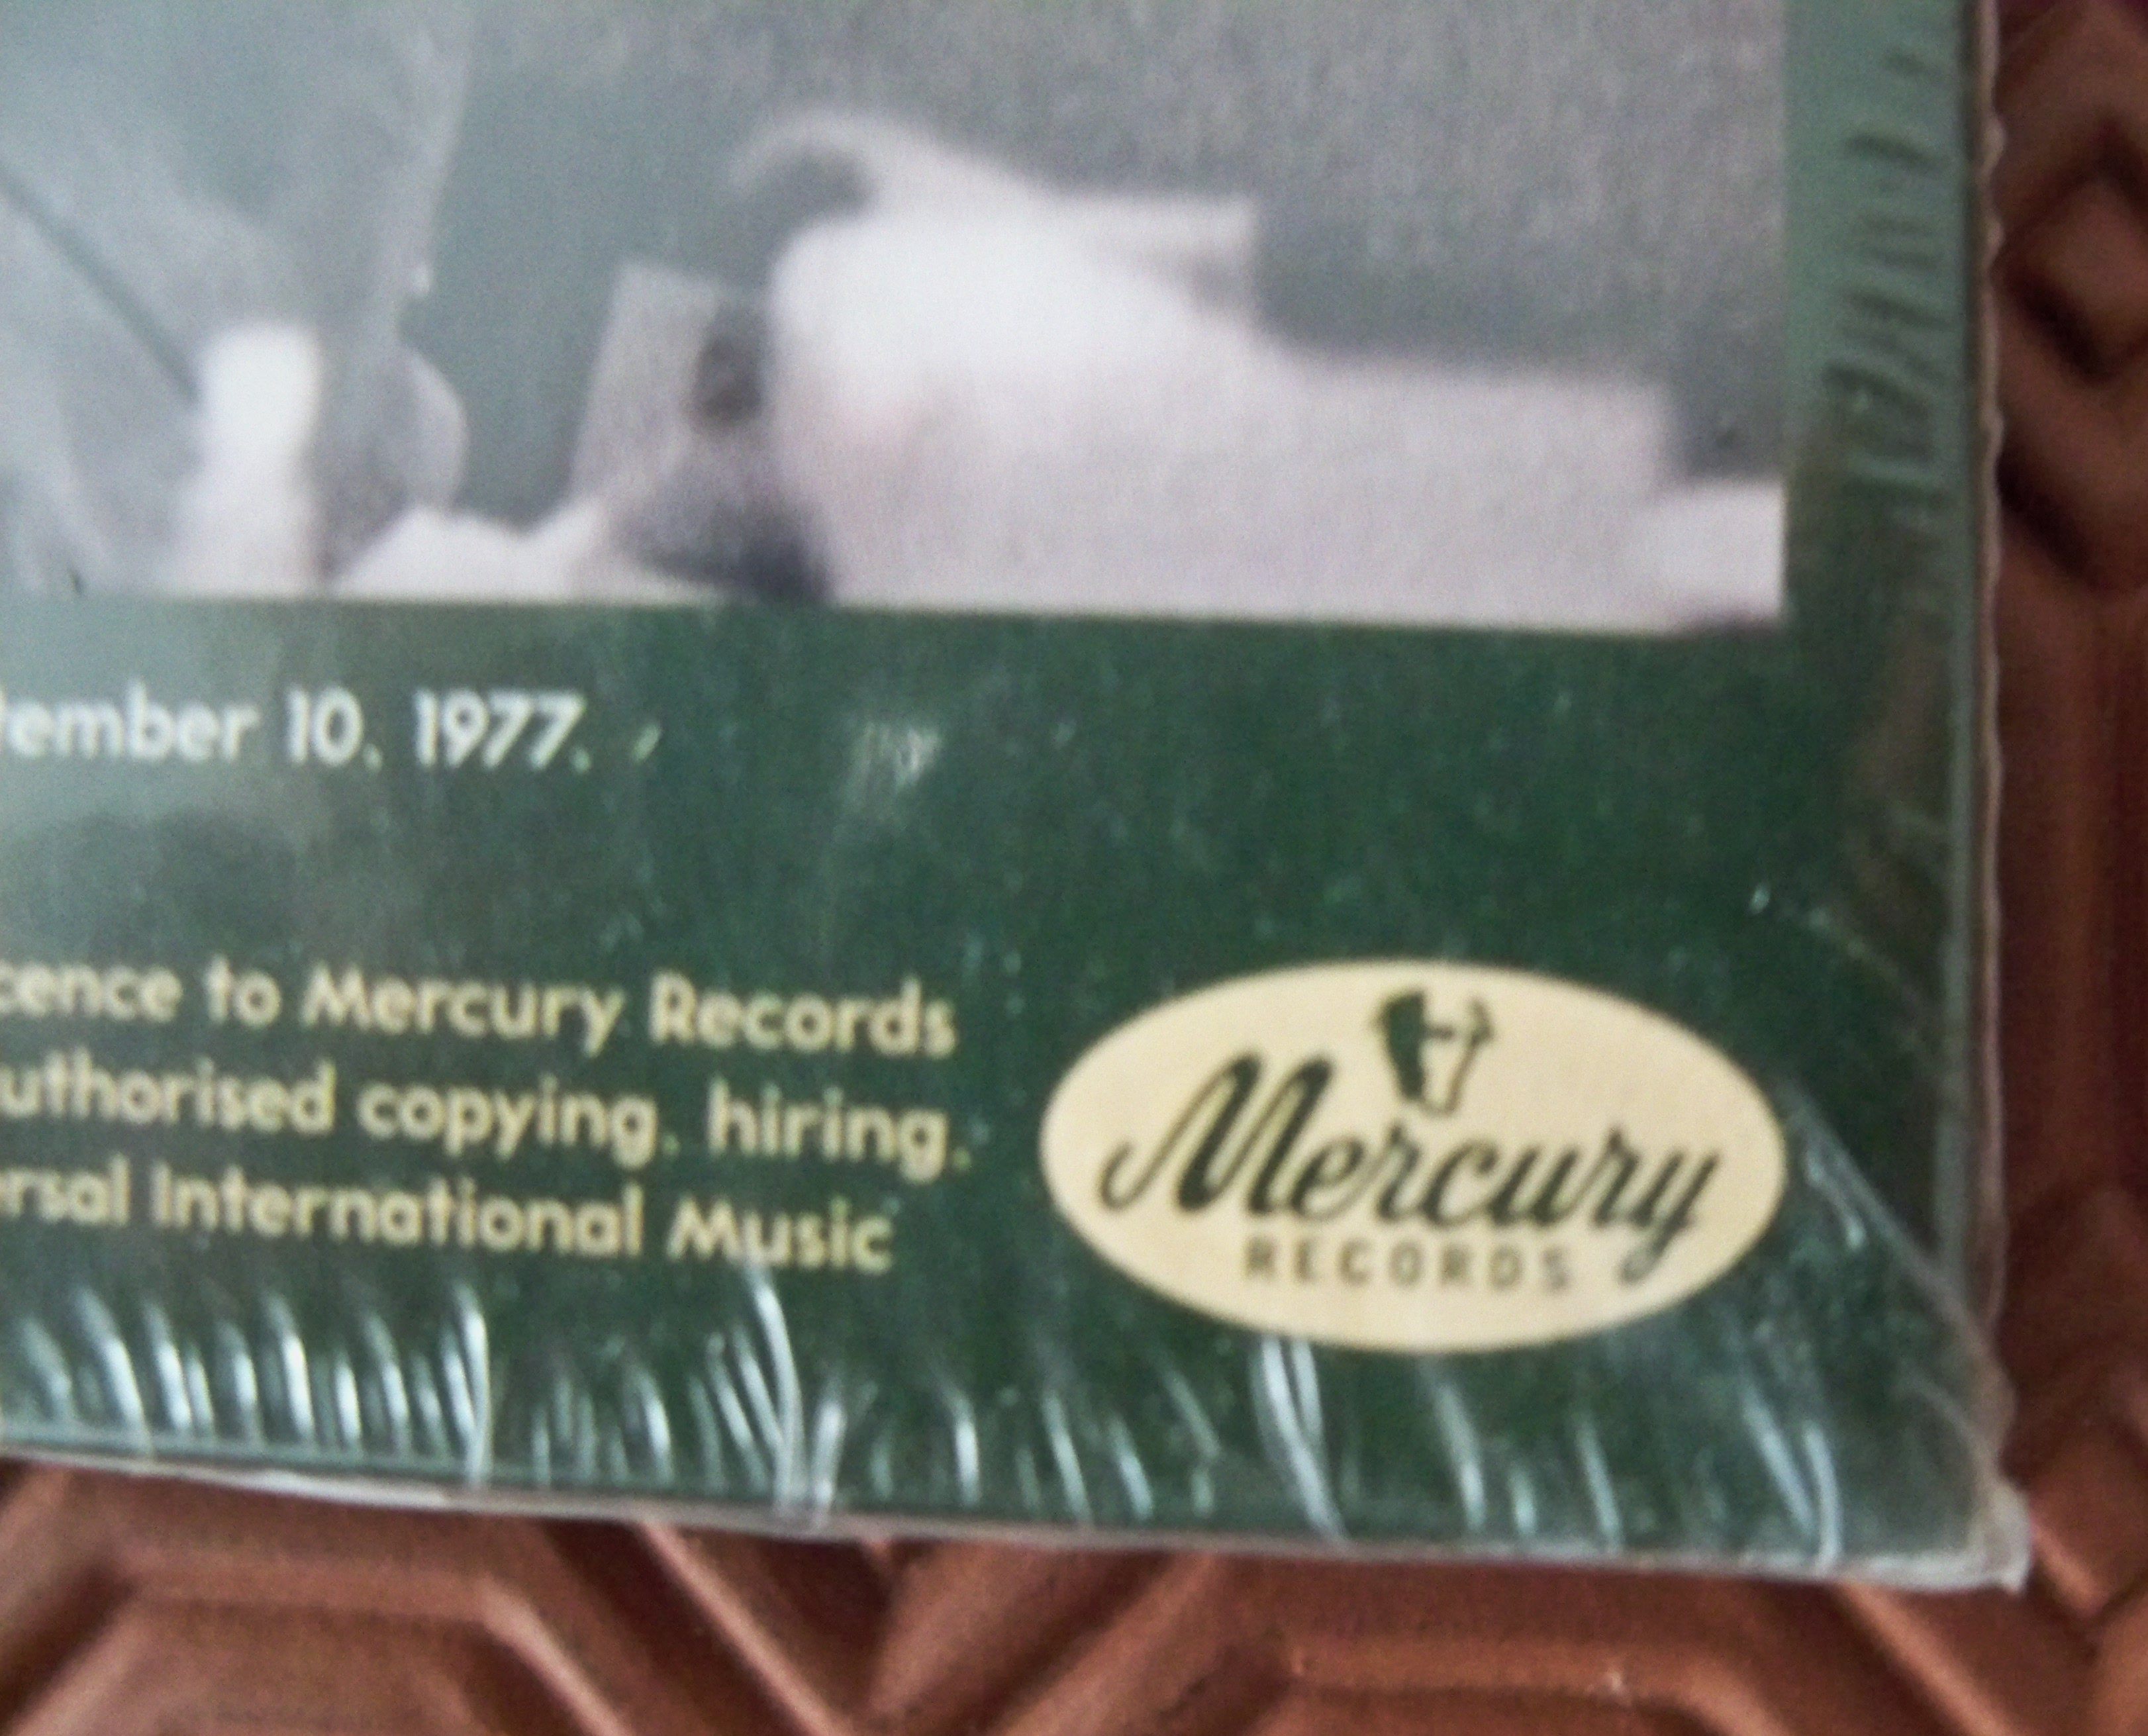 tember 10, 1977.
cence to Mercury Records
uthorised copying, hiring,
rsal International Music
Mercury
RECORDS